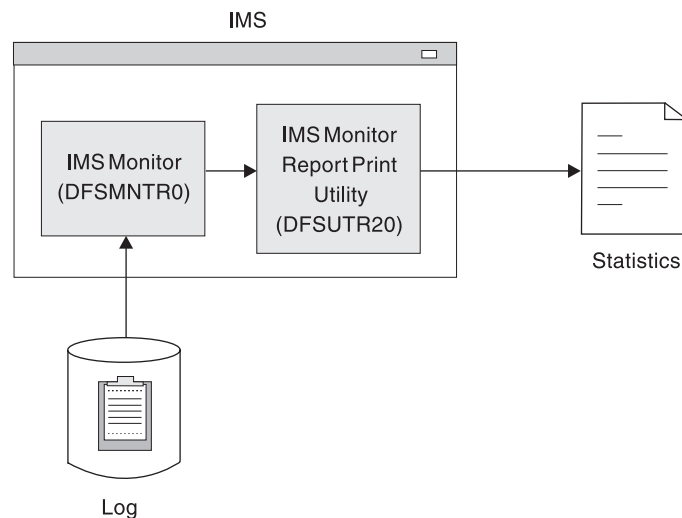 IMS
IMS Monitor
(DFSMNTR0)
IMS Monitor
Report Print
Utility
(DFSUTR20)
Statistics
Log